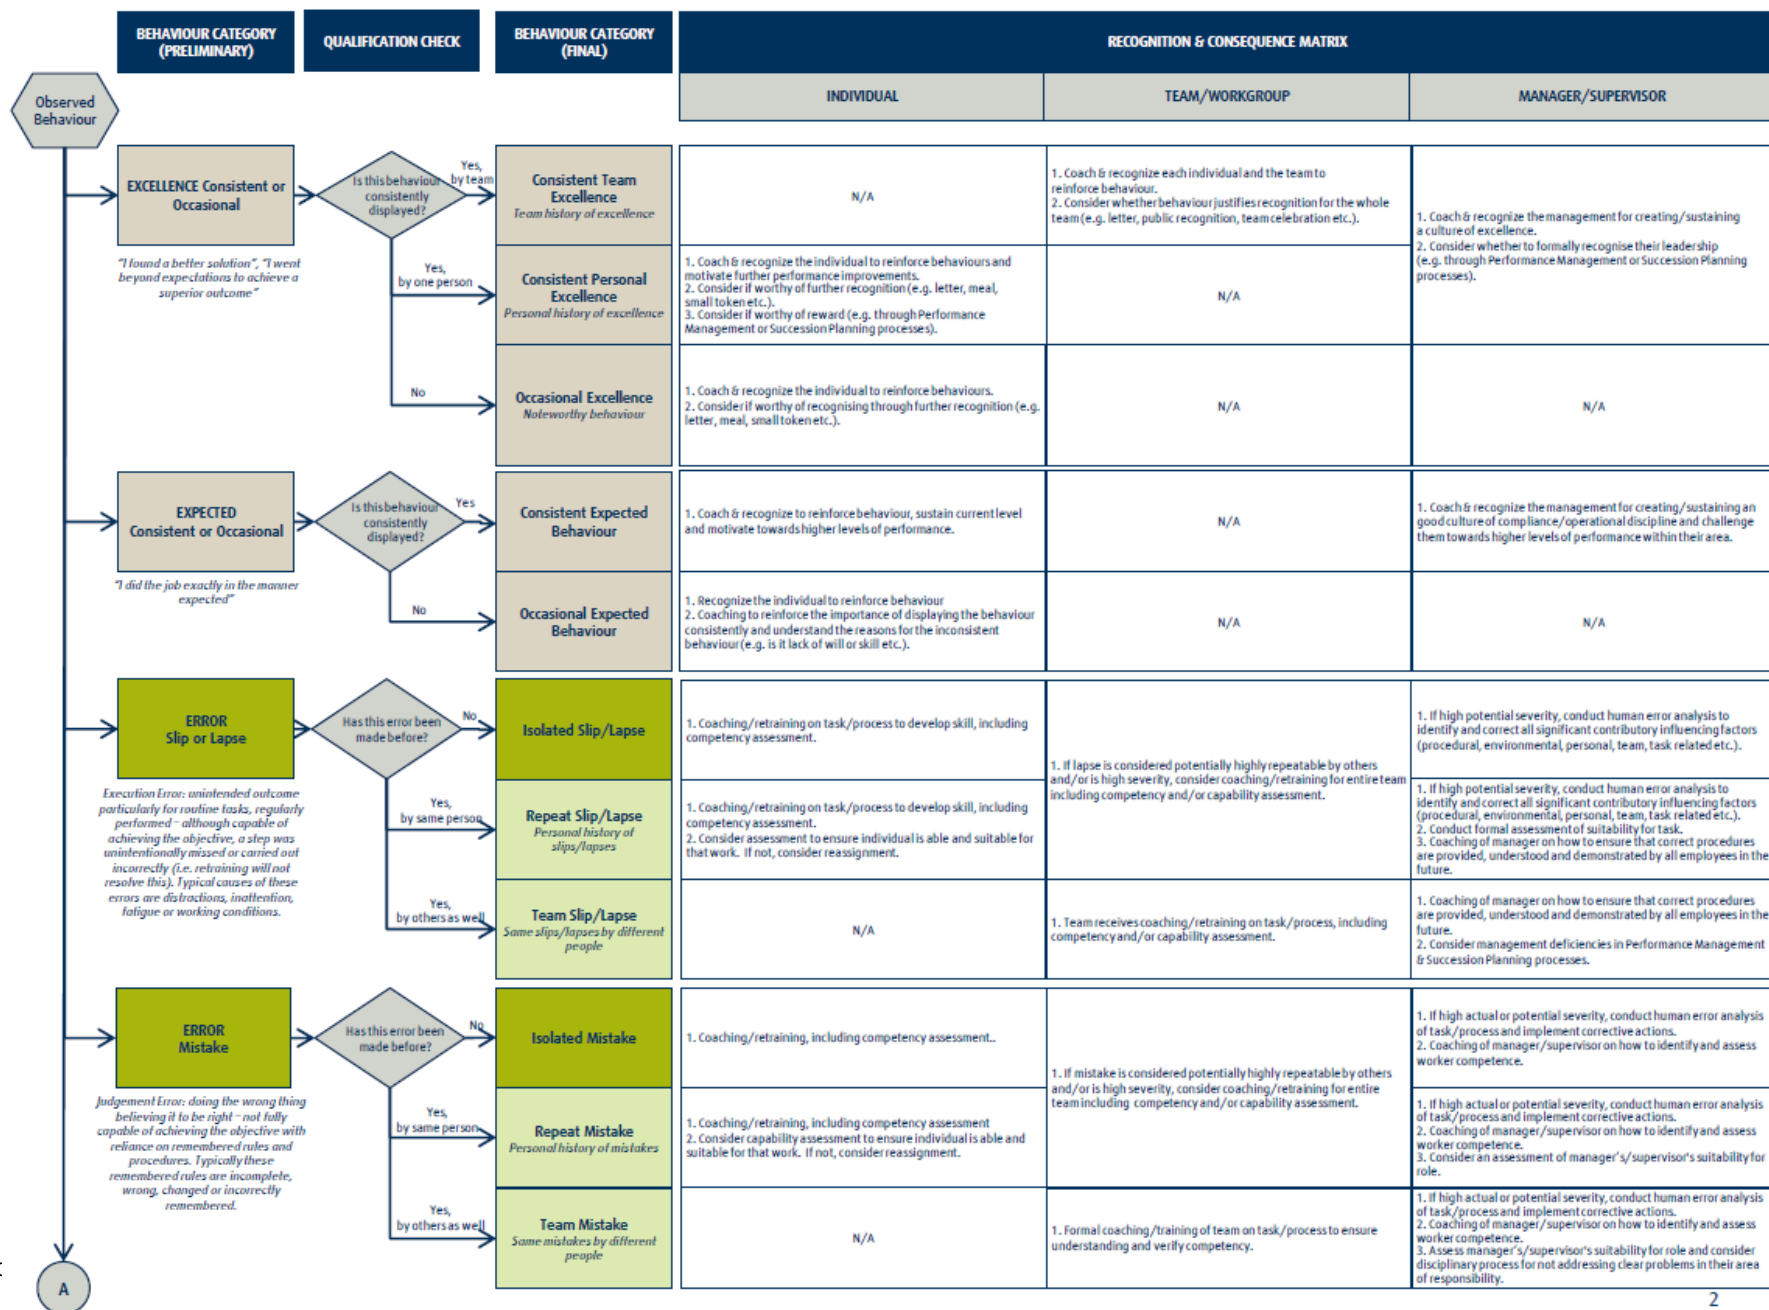 BEHAVIOUR CATEGORY
(PRELIMINARY)
QUALIFICATION CHECK
BEHAVIOUR CATEGORY
(FINAL)
RECOGNITION & CONSEQUENCE MATRIX
INDIVIDUAL
TEAM/WORKGROUP
MANAGER/SUPERVISOR
Observed
Behaviour
EXCELLENCE Consistent or
Occasional
"I found a better solution", "I went
beyond expectations to achieve a
superior outcome"
Is this behaviour
consistently
displayed?
Yes,
by team
Consistent Team
Excellence
Team history of excellence
N/A
1. Coach & recognize each individual and the team to
reinforce behaviour.
2. Consider whether behaviour justifies recognition for the whole
team (e.g. letter, public recognition, team celebration etc.).
1. Coach & recognize the management for creating/sustaining
a culture of excellence.
2. Consider whether to formally recognise their leadership
(e.g. through Performance Management or Succession Planning
processes).
Yes,
by one person
Consistent Personal
Excellence
Personal history of excellence
1. Coach & recognize the individual to reinforce behaviours and
motivate further performance improvements.
2. Consider if worthy of further recognition (e.g. letter, meal,
small token etc.).
3. Consider if worthy of reward (e.g. through Performance
Management or Succession Planning processes).
N/A
No
Occasional Excellence
Noteworthy behaviour
1. Coach & recognize the individual to reinforce behaviours.
2. Consider if worthy of recognising through further recognition (e.g.
letter, meal, small token etc.).
N/A
N/A
EXPECTED
Consistent or Occasional
"I did the job exactly in the manner
expected"
Is this behaviour
consistently
displayed?
Yes
Consistent Expected
Behaviour
1. Coach & recognize to reinforce behaviour, sustain current level
and motivate towards higher levels of performance.
N/A
1. Coach & recognize the management for creating/sustaining an
good culture of compliance/operational discipline and challenge
them towards higher levels of performance within their area.
No
Occasional Expected
Behaviour
1. Recognize the individual to reinforce behaviour
2. Coaching to reinforce the importance of displaying the behaviour
consistently and understand the reasons for the inconsistent
behaviour (e.g. is it lack of will or skill etc.).
N/A
N/A
ERROR
Slip or Lapse
Execution Error: unintended outcome
particularly for routine tasks, regularly
performed – although capable of
achieving the objective, a step was
unintentionally missed or carried out
incorrectly (i.e. retraining will not
resolve this). Typical causes of these
errors are distractions, inattention,
fatigue or working conditions.
Has this error been
made before?
No
Isolated Slip/Lapse
1. Coaching/retraining on task/process to develop skill, including
competency assessment.
1. If lapse is considered potentially highly repeatable by others
and/or is high severity, consider coaching/retraining for entire team
including competency and/or capability assessment.
1. If high potential severity, conduct human error analysis to
identify and correct all significant contributory influencing factors
(procedural, environmental, personal, team, task related etc.).
Yes,
by same person
Repeat Slip/Lapse
Personal history of
slips/lapses
1. Coaching/retraining on task/process to develop skill, including
competency assessment.
2. Consider assessment to ensure individual is able and suitable for
that work. If not, consider reassignment.
1. If high potential severity, conduct human error analysis to
identify and correct all significant contributory influencing factors
(procedural, environmental, personal, team, task related etc.).
2. Conduct formal assessment of suitability for task.
3. Coaching of manager on how to ensure that correct procedures
are provided, understood and demonstrated by all employees in the
future.
Yes,
by others as well
Team Slip/Lapse
Same slips/lapses by different
people
N/A
1. Team receives coaching/retraining on task/process, including
competency and/or capability assessment.
1. Coaching of manager on how to ensure that correct procedures
are provided, understood and demonstrated by all employees in the
future.
2. Consider management deficiencies in Performance Management
& Succession Planning processes.
ERROR
Mistake
Judgement Error: doing the wrong thing
believing it to be right – not fully
capable of achieving the objective with
reliance on remembered rules and
procedures. Typically these
remembered rules are incomplete,
wrong, changed or incorrectly
remembered.
Has this error been
made before?
No
Isolated Mistake
1. Coaching/retraining, including competency assessment..
1. If mistake is considered potentially highly repeatable by others
and/or is high severity, consider coaching/retraining for entire
team including competency and/or capability assessment.
1. If high actual or potential severity, conduct human error analysis
of task/process and implement corrective actions.
2. Coaching of manager/supervisor on how to identify and assess
worker competence.
Yes,
by same person
Repeat Mistake
Personal history of mistakes
1. Coaching/retraining, including competency assessment
2. Consider capability assessment to ensure individual is able and
suitable for that work. If not, consider reassignment.
1. If high actual or potential severity, conduct human error analysis
of task/process and implement corrective actions.
2. Coaching of manager/supervisor on how to identify and assess
worker competence.
3. Consider an assessment of manager's/supervisor's suitability for
role.
Yes,
by others as well
Team Mistake
Same mistakes by different
people
N/A
1. Formal coaching/training of team on task/process to ensure
understanding and verify competency.
1. If high actual or potential severity, conduct human error analysis
of task/process and implement corrective actions.
2. Coaching of manager/supervisor on how to identify and assess
worker competence.
3. Assess manager's/supervisor's suitability for role and consider
disciplinary process for not addressing clear problems in their area
of responsibility.
A
2